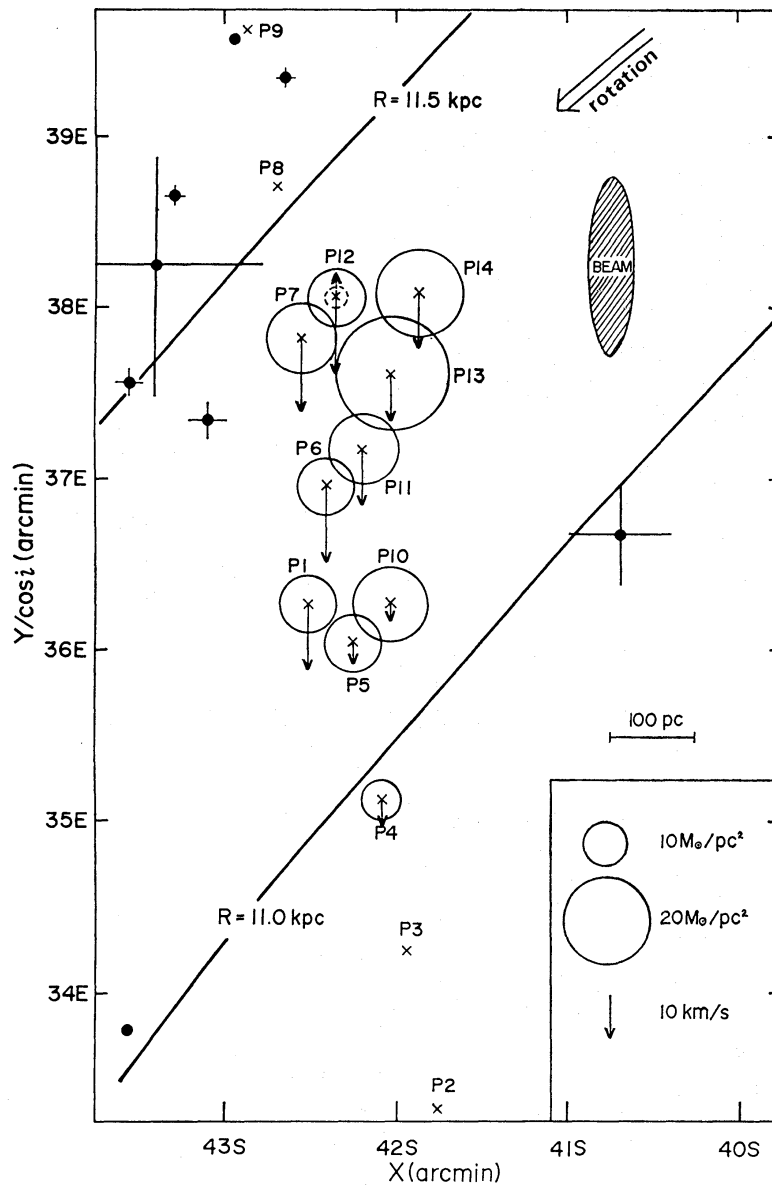 P9
R = 11.5 kpc
rotation
39E
P8
P12
P14
BEAM
P7
38E
P13
P6
37E
P11
Y/cos i (arcmin)
P1
P10
36E
P5
100 pc
35E
P4
10 M⊙/pc²
R = 11.0 kpc
P3
20 M⊙/pc²
34E
10 km/s
P2
43S
42S
41S
40S
X (arcmin)